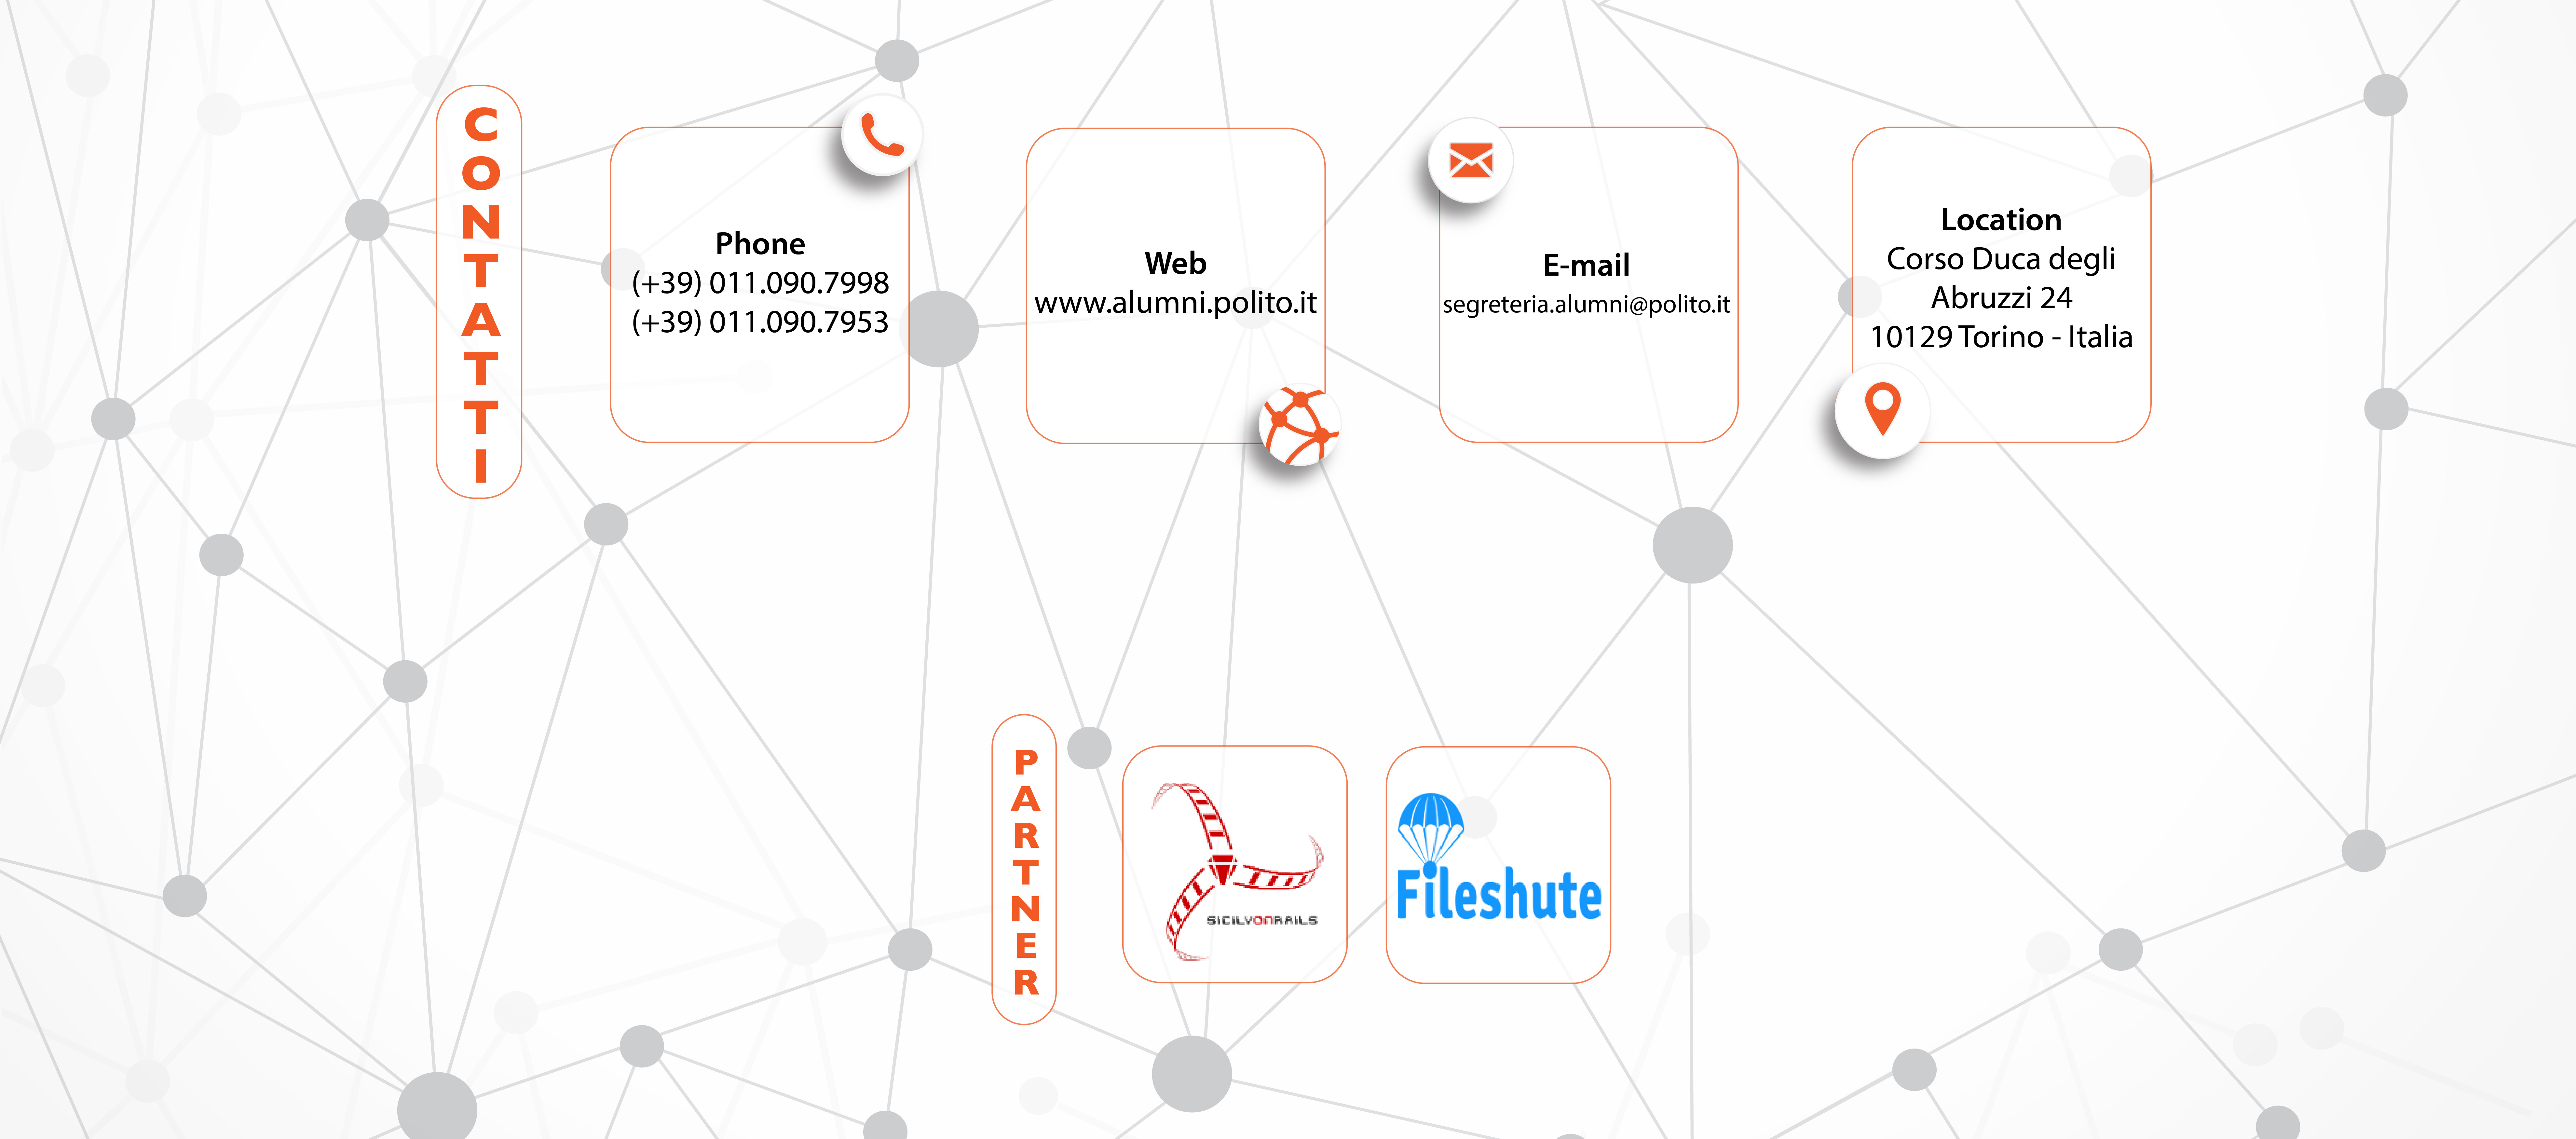 CONTATTI
Phone
(+39) 011.090.7998
(+39) 011.090.7953
Web
www.alumni.polito.it
E-mail
segreteria.alumni@polito.it
Location
Corso Duca degli
Abruzzi 24
10129 Torino - Italia
PARTNER
SICILYONRAILS
Fileshute